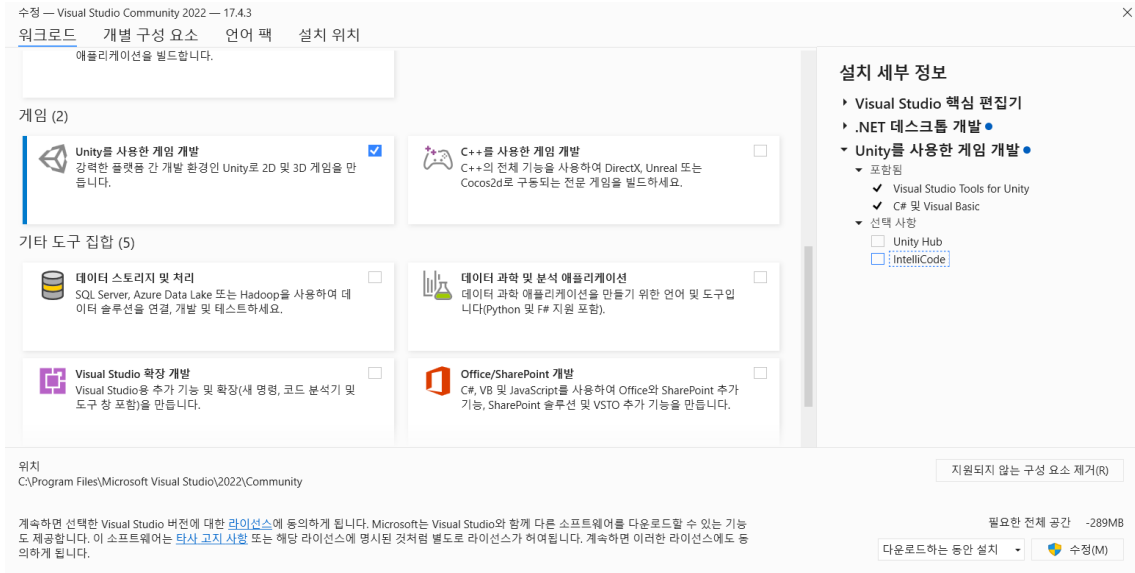 수정 — Visual Studio Community 2022 — 17.4.3
워크로드 개별 구성 요소 언어 팩 설치 위치
애플리케이션을 빌드합니다.
게임 (2)
Unity를 사용한 게임 개발
강력한 플랫폼 간 개발 환경인 Unity로 2D 및 3D 게임을 만
듭니다.
C++를 사용한 게임 개발
C++의 전체 기능을 사용하여 DirectX, Unreal 또는
Cocos2d로 구동되는 전문 게임을 빌드하세요.
기타 도구 집합 (5)
데이터 스토리지 및 처리
SQL Server, Azure Data Lake 또는 Hadoop을 사용하여 데
이터 솔루션을 연결, 개발 및 테스트하세요.
데이터 과학 및 분석 애플리케이션
데이터 과학 애플리케이션을 만들기 위한 언어 및 도구입
니다(Python 및 F# 지원 포함).
Visual Studio 확장 개발
Visual Studio용 추가 기능 및 확장(새 명령, 코드 분석기 및
도구 창 포함)을 만듭니다.
Office/SharePoint 개발
C#, VB 및 JavaScript를 사용하여 Office와 SharePoint 추가
기능, SharePoint 솔루션 및 VSTO 추가 기능을 만듭니다.
설치 세부 정보
Visual Studio 핵심 편집기
.NET 데스크톱 개발
Unity를 사용한 게임 개발
포함됨
Visual Studio Tools for Unity
C# 및 Visual Basic
선택 사항
Unity Hub
IntelliCode
위치
C:\Program Files\Microsoft Visual Studio\2022\Community
지원되지 않는 구성 요소 제거(R)
계속하면 선택한 Visual Studio 버전에 대한 라이선스에 동의하게 됩니다. Microsoft는 Visual Studio와 함께 다른 소프트웨어를 다운로드할 수 있는 기능
도 제공합니다. 이 소프트웨어는 타사 고지 사항 또는 해당 라이선스에 명시된 것처럼 별도로 라이선스가 허여됩니다. 계속하면 이러한 라이선스에도 동
의하게 됩니다.
필요한 전체 공간 -289MB
다운로드하는 동안 설치 수정(M)